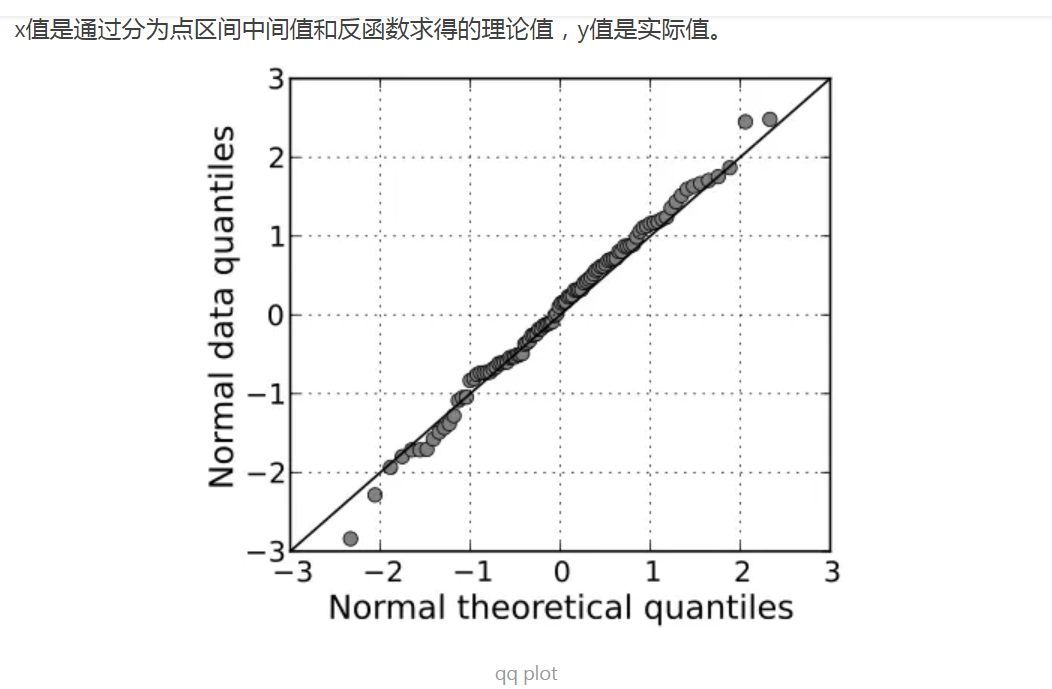 x值是通过分为点区间中间值和反函数求得的理论值，y值是实际值。
3
2
1
0
−1
−2
−3
Normal data quantiles
−3 −2 −1 0 1 2 3
Normal theoretical quantiles
qq plot